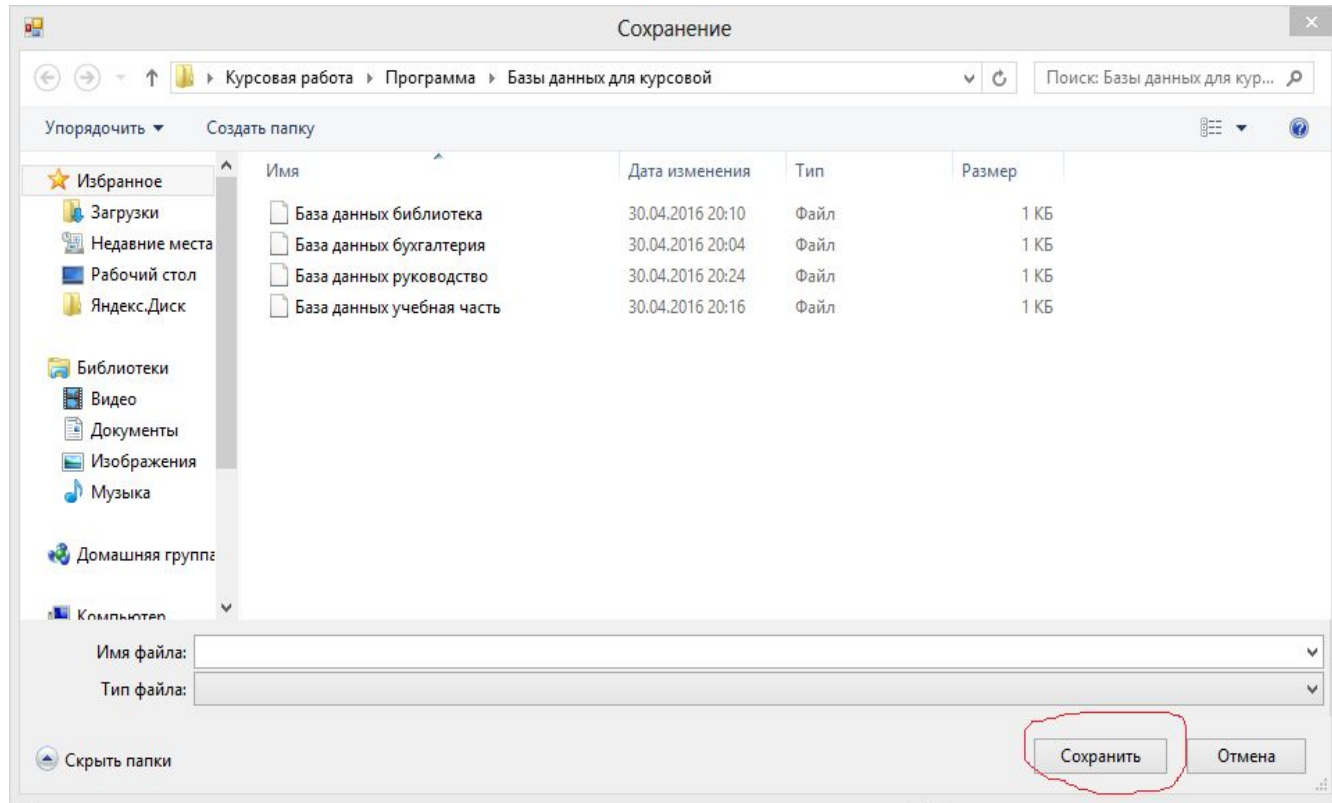 Сохранение
Курсовая работа Программа Базы данных для курсовой
Поиск: Базы данных для кур...
Упорядочить Создать папку
Имя Дата изменения Тип Размер
База данных библиотека 30.04.2016 20:10 Файл 1 КБ
База данных бухгалтерия 30.04.2016 20:04 Файл 1 КБ
База данных руководство 30.04.2016 20:24 Файл 1 КБ
База данных учебная часть 30.04.2016 20:16 Файл 1 КБ
Избранное
Загрузки
Недавние места
Рабочий стол
Яндекс.Диск
Библиотеки
Видео
Документы
Изображения
Музыка
Домашняя группа
Компьютер
Имя файла:
Тип файла:
Скрыть папки
Сохранить Отмена